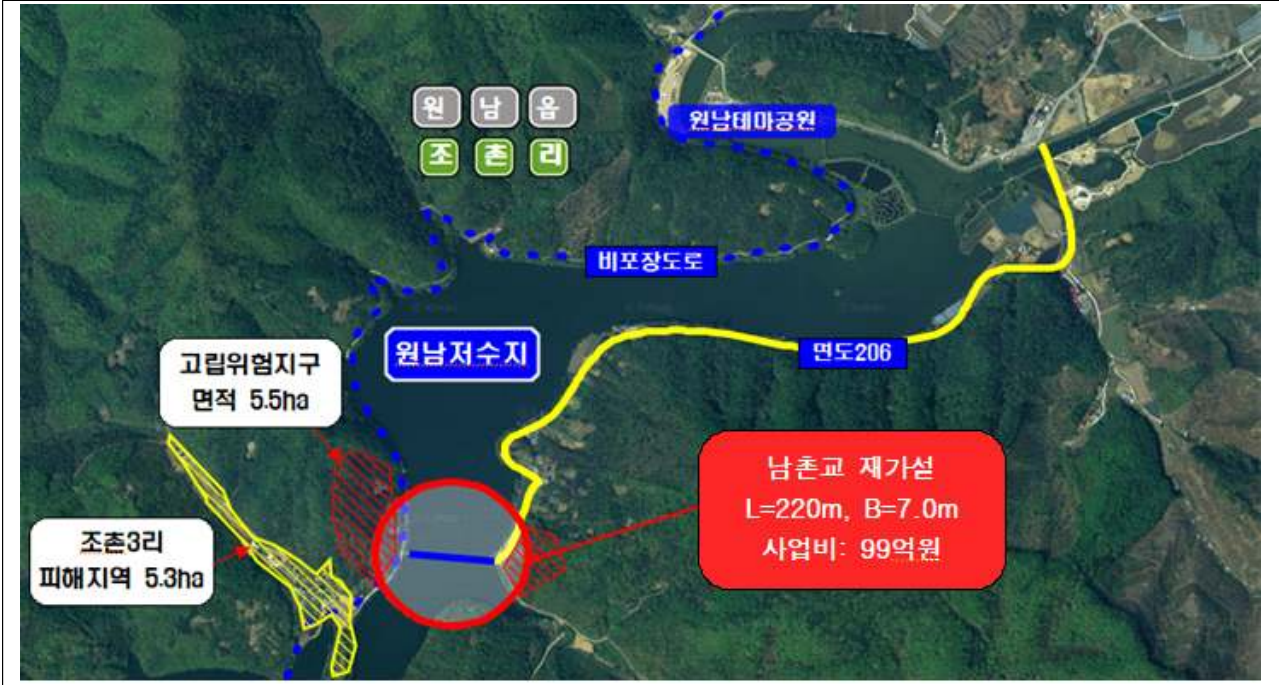 원남읍
조촌리
원남테마공원
비포장도로
원남저수지
면도206
고립위험지구
면적 5.5ha
남촌교 재가설
L=220m, B=7.0m
사업비: 99억원
조촌3리
피해지역 5.3ha